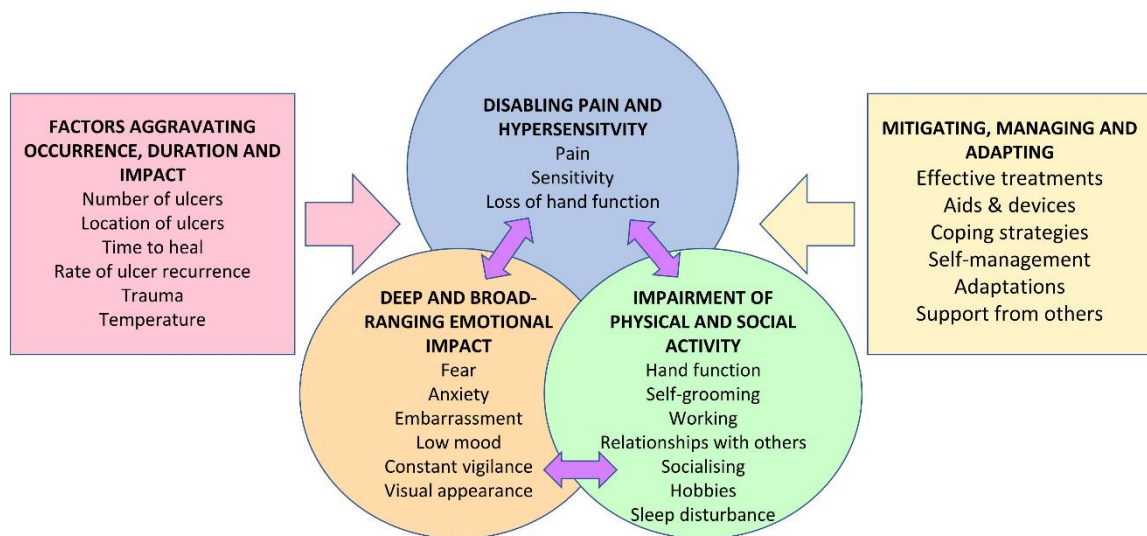 FACTORS AGGRAVATING
OCCURRENCE, DURATION AND
IMPACT
Number of ulcers
Location of ulcers
Time to heal
Rate of ulcer recurrence
Trauma
Temperature
DISABLING PAIN AND
HYPERSENSITVITY
Pain
Sensitivity
Loss of hand function
DEEP AND BROAD-
RANGING EMOTIONAL
IMPACT
Fear
Anxiety
Embarrassment
Low mood
Constant vigilance
Visual appearance
IMPAIRMENT OF
PHYSICAL AND SOCIAL
ACTIVITY
Hand function
Self-grooming
Working
Relationships with others
Socialising
Hobbies
Sleep disturbance
MITIGATING, MANAGING AND
ADAPTING
Effective treatments
Aids & devices
Coping strategies
Self-management
Adaptations
Support from others